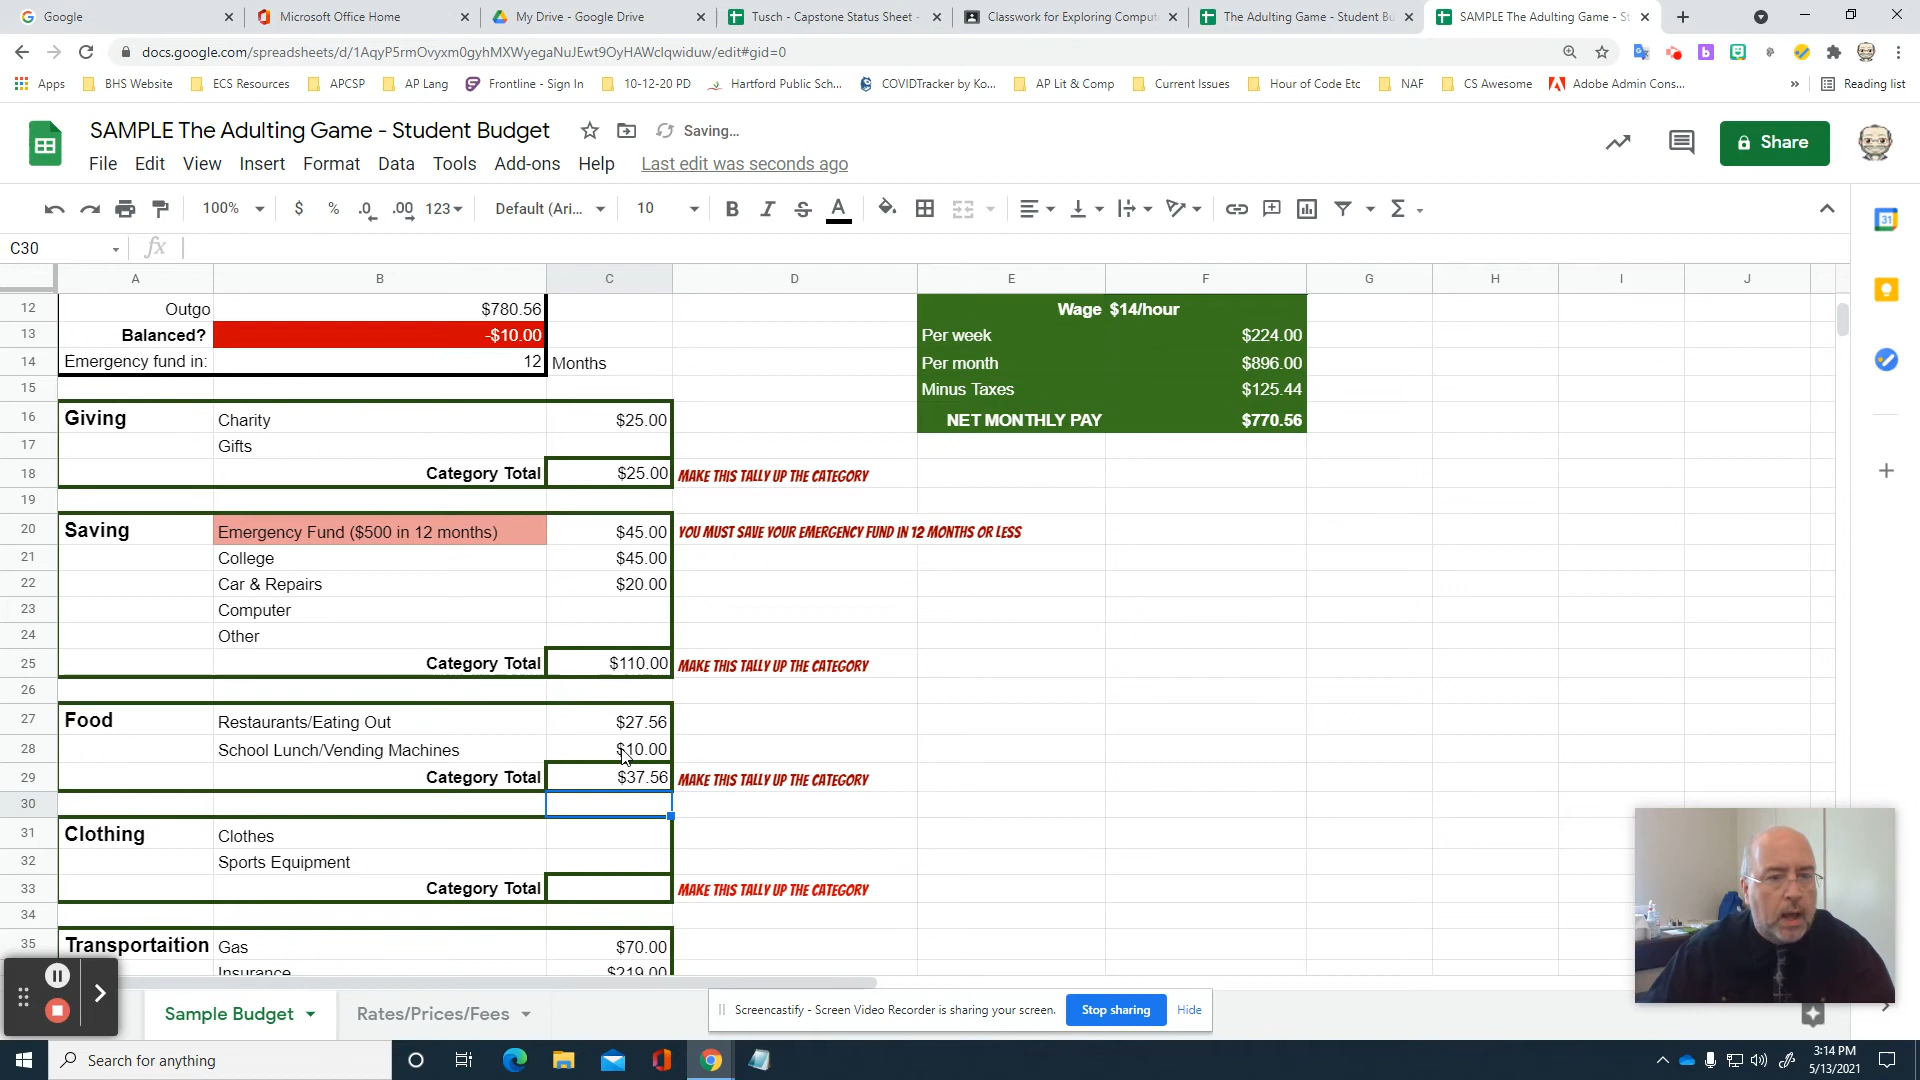 Google
Microsoft Office Home
My Drive - Google Drive
Tusch - Capstone Status Sheet -
Classwork for Exploring Compute
The Adulting Game - Student Bu
SAMPLE The Adulting Game - St
docs.google.com/spreadsheets/d/1AqyP5rmOvyxm0gyhMXWyegaNuJEwt9OyHAWclqwiduw/edit#gid=0
Apps
BHS Website
ECS Resources
APCSP
AP Lang
Frontline - Sign In
10-12-20 PD
Hartford Public Sch...
COVIDTracker by Ko...
AP Lit & Comp
Current Issues
Hour of Code Etc
NAF
CS Awesome
Adobe Admin Cons...
»
Reading list
SAMPLE The Adulting Game - Student Budget
Saving...
Share
File Edit View Insert Format Data Tools Add-ons Help Last edit was seconds ago
100% $ % .0 .00 123 Default (Ari... 10 B I S A Σ
C30 fx
A B C D E F G H I J
12 Outgo $780.56 Wage $14/hour
13 Balanced? -$10.00 Per week $224.00
14 Emergency fund in: 12 Months Per month $896.00
15 Minus Taxes $125.44
16 Giving Charity $25.00 NET MONTHLY PAY $770.56
17 Gifts
18 Category Total $25.00 MAKE THIS TALLY UP THE CATEGORY
19
20 Saving Emergency Fund ($500 in 12 months) $45.00 YOU MUST SAVE YOUR EMERGENCY FUND IN 12 MONTHS OR LESS
21 College $45.00
22 Car & Repairs $20.00
23 Computer
24 Other
25 Category Total $110.00 MAKE THIS TALLY UP THE CATEGORY
26
27 Food Restaurants/Eating Out $27.56
28 School Lunch/Vending Machines $10.00
29 Category Total $37.56 MAKE THIS TALLY UP THE CATEGORY
30
31 Clothing Clothes
32 Sports Equipment
33 Category Total MAKE THIS TALLY UP THE CATEGORY
34
35 Transportaition Gas $70.00
Insurance $219.00
Sample Budget
Rates/Prices/Fees
Screencastify - Screen Video Recorder is sharing your screen.
Stop sharing
Hide
Search for anything
3:14 PM
5/13/2021